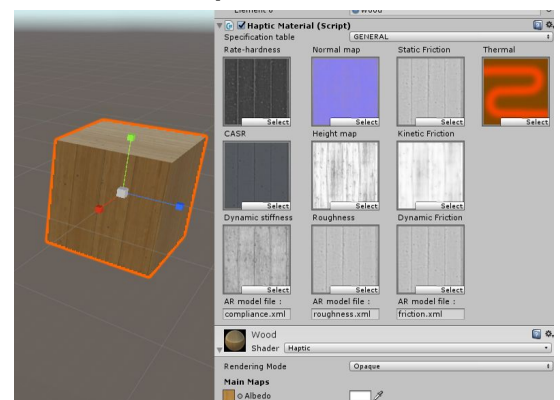 Element 0
Wood
Haptic Material (Script)
Specification table
GENERAL
Rate-hardness
Normal map
Static Friction
Thermal
Select
Select
Select
Select
CASR
Height map
Kinetic Friction
Select
Select
Select
Dynamic stiffness
Roughness
Dynamic Friction
Select
Select
Select
AR model file :
AR model file :
AR model file :
compliance.xml
roughness.xml
friction.xml
Wood
Shader
Haptic
Rendering Mode
Opaque
Main Maps
Albedo